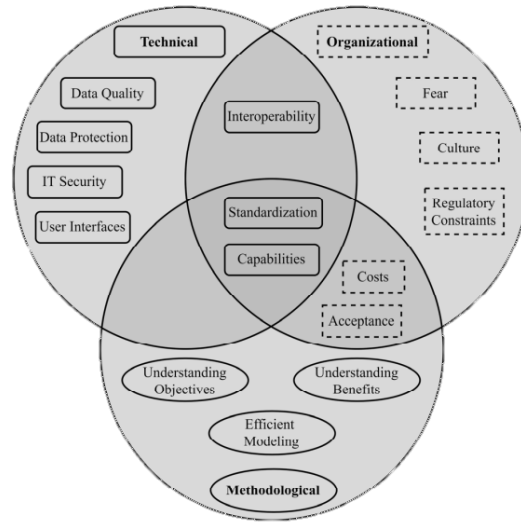 Technical
Organizational
Data Quality
Fear
Interoperability
Data Protection
Culture
IT Security
Standardization
Regulatory
Constraints
User Interfaces
Capabilities
Costs
Acceptance
Understanding
Objectives
Understanding
Benefits
Efficient
Modeling
Methodological